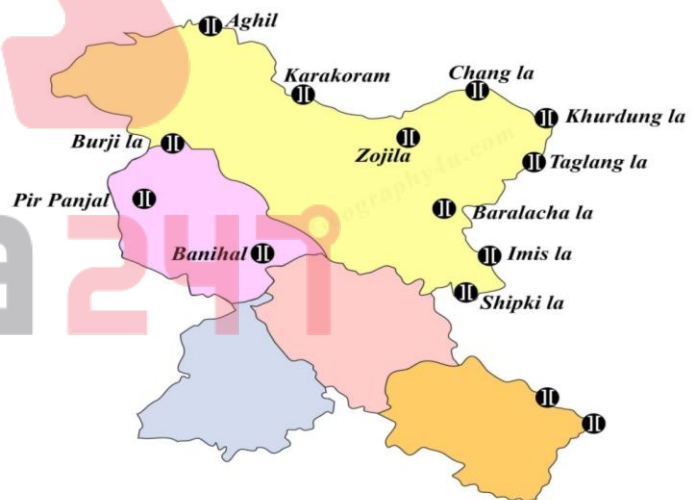 Aghil
Karakoram
Chang la
Khurdung la
Burji la
Zojila
Taglang la
Pir Panjal
Baralacha la
Banihal
Imis la
Shipki la
a 247